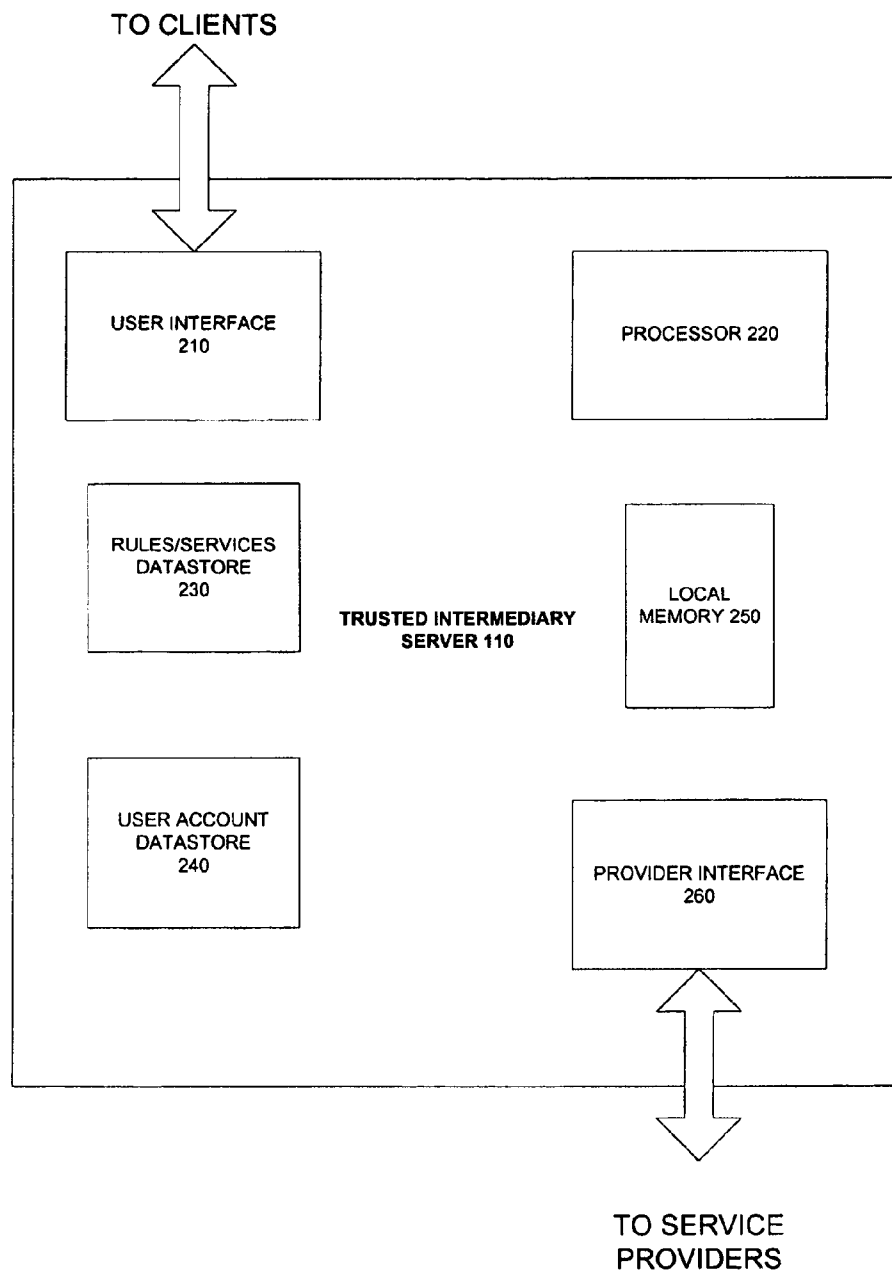 TO CLIENTS
USER INTERFACE
210
PROCESSOR 220
RULES/SERVICES
DATASTORE
230
LOCAL
MEMORY 250
TRUSTED INTERMEDIARY
SERVER 110
USER ACCOUNT
DATASTORE
240
PROVIDER INTERFACE
260
TO SERVICE
PROVIDERS